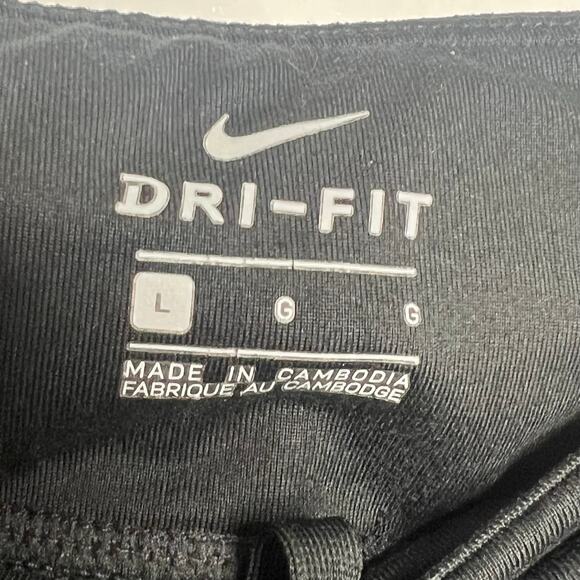 DRI-FIT
L G G
MADE IN CAMBODIA
FABRIQUE AU CAMBODGE